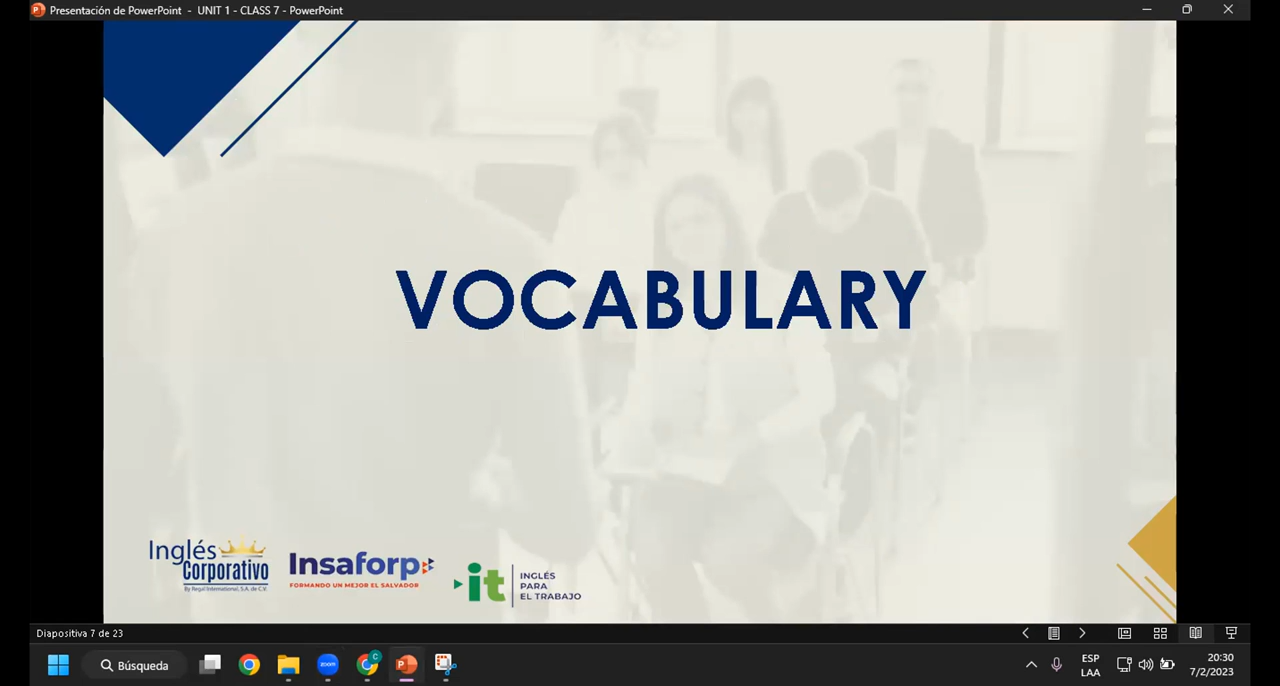 Presentación de PowerPoint - UNIT 1 - CLASS 7 - PowerPoint
VOCABULARY
Inglés
Corporativo
By Regal International, S.A. de C.V.
Insaforp
FORMANDO UN MEJOR EL SALVADOR
it
INGLÉS
PARA
EL TRABAJO
Diapositiva 7 de 23
Búsqueda
zoom
C
P
ESP
LAA
20:30
7/2/2023